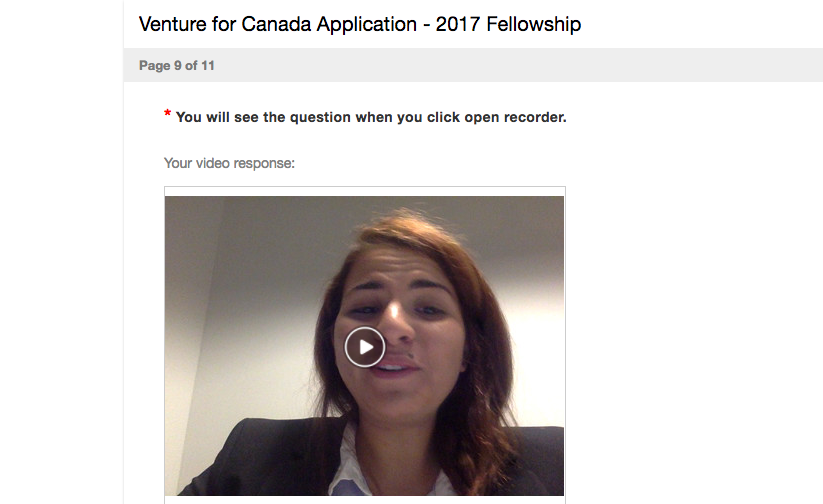 Venture for Canada Application - 2017 Fellowship
Page 9 of 11
* You will see the question when you click open recorder.
Your video response: